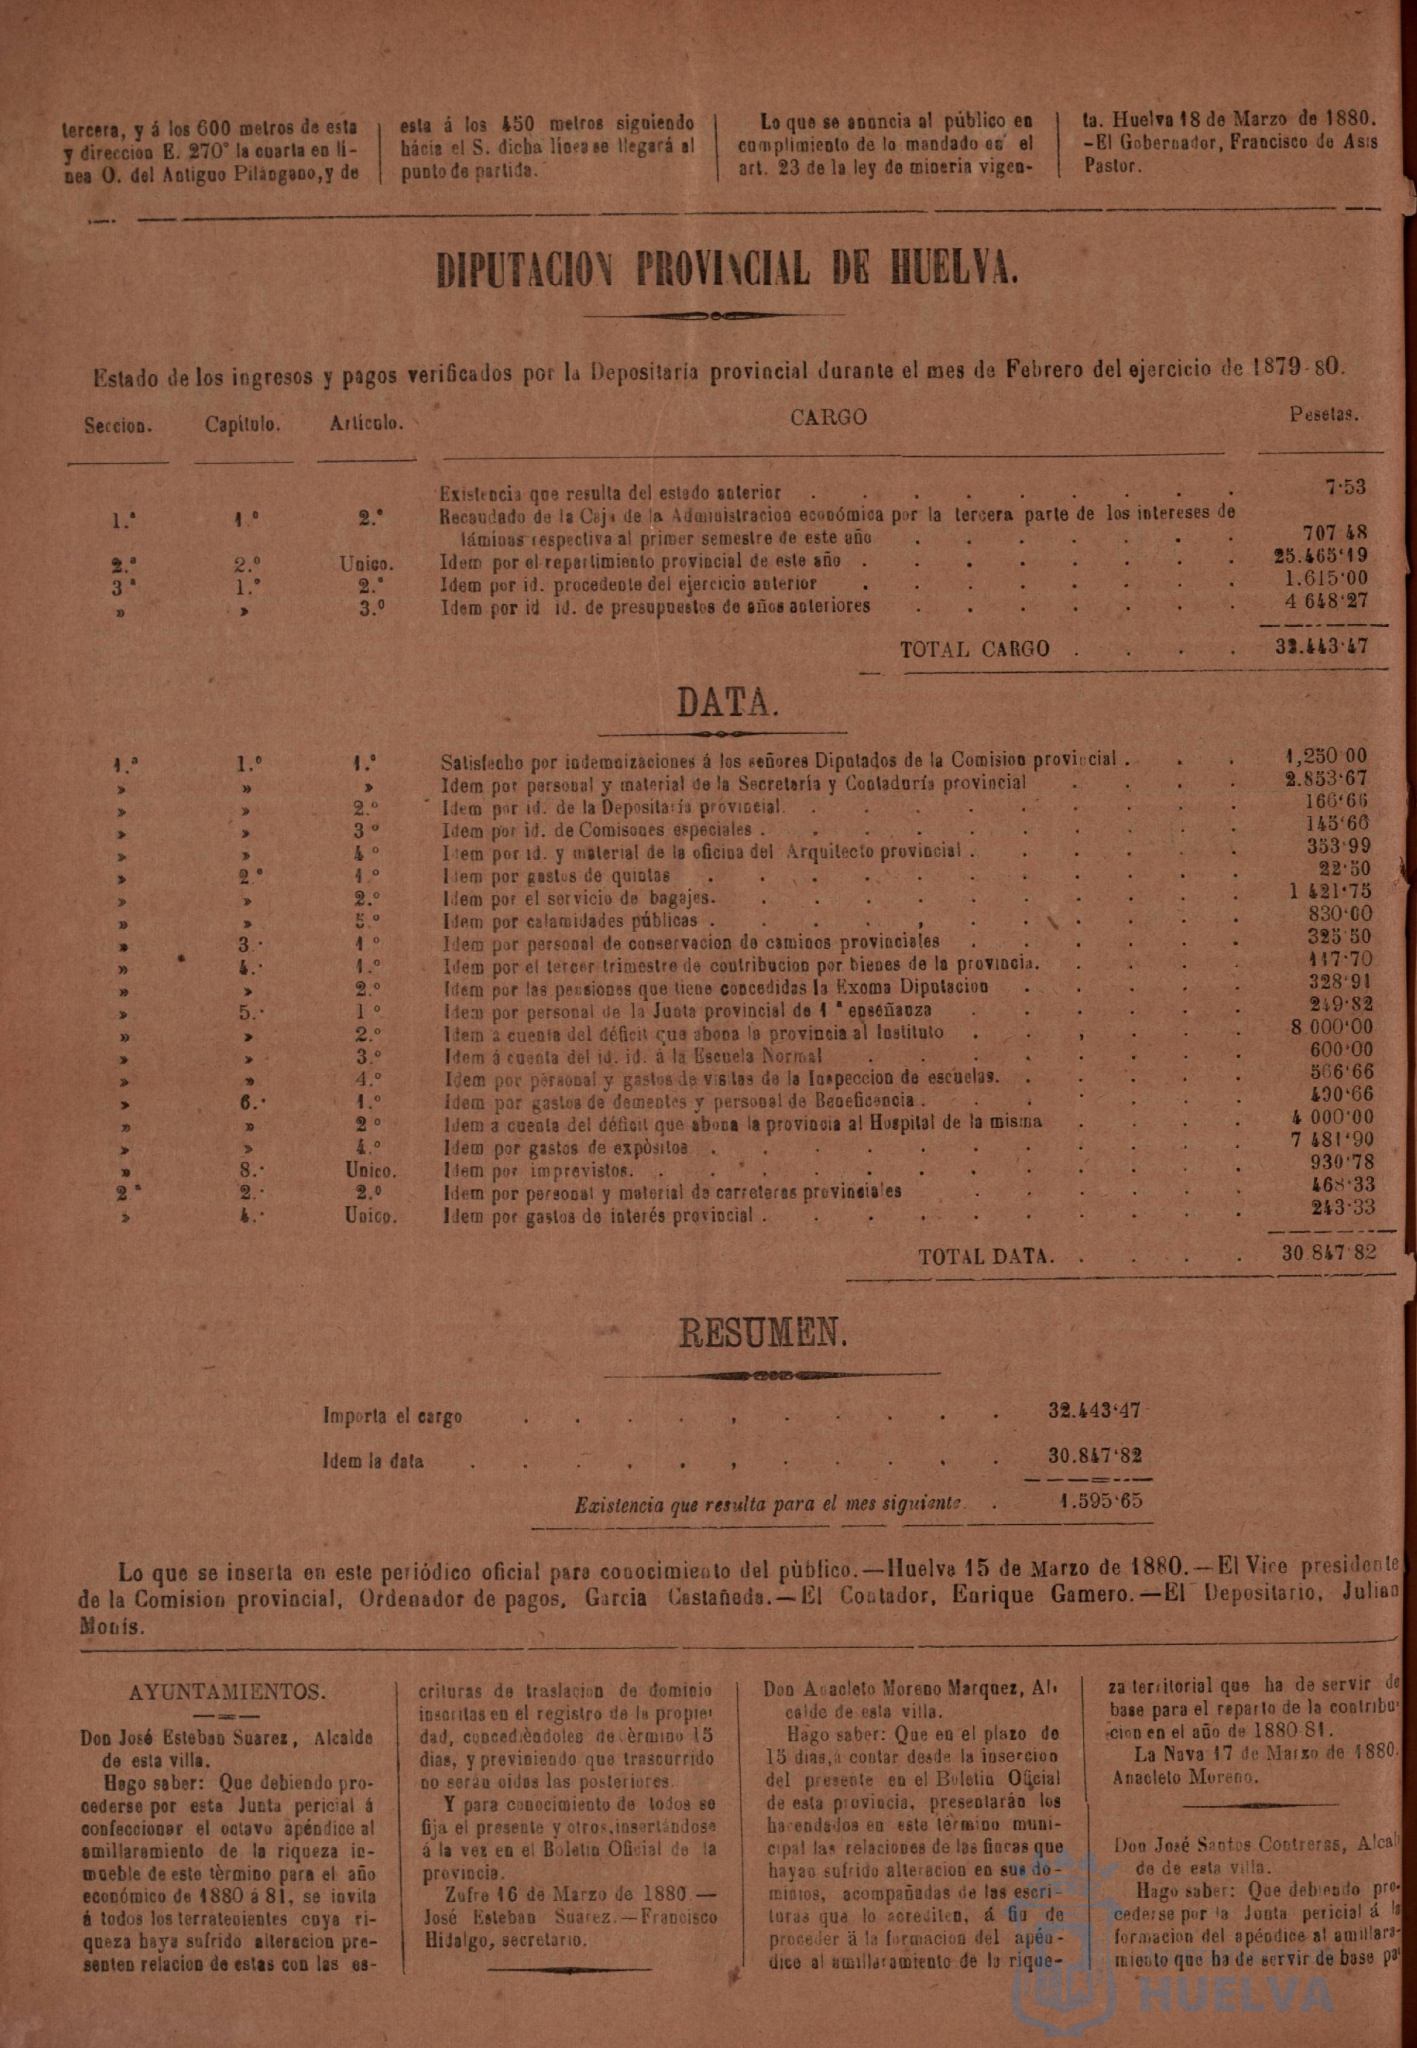 tercera, y á los 600 metros de esta
y direccion E. 270° la cuarta en lí-
nea O. del Antiguo Pilángano, y de
esta á los 450 metros siguiendo
hácia el S. dicha línea se llegará al
punto de partida.
Lo que se anuncia al público en
cumplimiento de lo mandado en el
art. 23 de la ley de mineria vigen-
ta. Huelva 18 de Marzo de 1880.
-El Gobernador, Francisco de Asis
Pastor.
DIPUTACION PROVINCIAL DE HUELVA.
Estado de los ingresos y pagos verificados por la Depositaría provincial durante el mes de Febrero del ejercicio de 1879-80.
Seccion. Capítulo. Artículo. CARGO Pesetas.
Existencia que resulta del estado anterior 7‘53
1.ª 1.º 2.º Recaudado de la Caja de la Administracion económica por la tercera parte de los intereses de
láminas respectiva al primer semestre de este año 707‘48
2.ª 2.º Unico. Idem por el repartimiento provincial de este año 25.465‘19
3ª 1.º 2.º Idem por id. procedente del ejercicio anterior 1.615‘00
» » 3.º Idem por id id. de presupuestos de años anteriores 4 648‘27
TOTAL CARGO 32.443‘47
DATA.
1.ª 1.º 1.º Satisfecho por indemnizaciones á los señores Diputados de la Comision provincial 1,250 00
» » » Idem por personal y material de la Secretaría y Contaduría provincial 2.853‘67
» » 2.º Idem por id. de la Depositaría provincial. 166‘66
» » 3º Idem por id. de Comisones especiales 145‘66
» » 4º Idem por id. y material de la oficina del Arquitecto provincial 353‘99
» 2.º 1.º Idem por gastos de quintas 22‘50
» » 2.º Idem por el servicio de bagajes. 1 421‘75
» » 5.º Idem por calamidades públicas 830‘00
» 3.· 1º Idem por personal de conservacion de caminos provinciales 325‘50
» 4.· 1.º Idem por el tercer trimestre de contribucion por bienes de la provincia. 117‘70
» » 2.º Idem por las pensiones que tiene concedidas la Exoma Diputacion 328‘91
» 5.· 1º Idem por personal de la Junta provincial de 1ª enseñanza 249‘82
» » 2.º Idem a cuenta del déficit que abona la provincia al Instituto 8 000‘00
» » 3.º Idem á cuenta del id. id. á la Escuela Normal 600‘00
» » 4.º Idem por personal y gastos de visitas de la Inspeccion de escuelas. 566‘66
» 6.· 1.º Idem por gastos de dementes y personal de Beneficencia 490‘66
» » 2º Idem a cuenta del déficit que abona la provincia al Hospital de la misma 4 000‘00
» » 4.º Idem por gastos de expòsitos 7 481‘90
» 8.· Unico. Idem por imprevistos. 930‘78
2ª 2.· 2.º Idem por personal y material de carreteras provinciales 468‘33
» 4.· Unico. Idem por gastos de interés provincial 243‘33
TOTAL DATA. 30 847‘82
RESUMEN.
Importa el cargo 32.443‘47
Idem la data 30.847‘82
Existencia que resulta para el mes siguiente. 1.595‘65
Lo que se inserta en este periódico oficial para conocimiento del pùblico.—Huelva 15 de Marzo de 1880.—El Vice presidente
de la Comision provincial, Ordenador de pagos, Garcia Castañeda.—El Contador, Enrique Gamero.—El Depositario, Julian
Monís.
AYUNTAMIENTOS.
Don José Esteban Suarez, Alcalde
de esta villa.
Hago saber: Que debiendo pro-
cederse por esta Junta pericial á
confeccionar el octavo apéndice al
amillaramiento de la riqueza in-
mueble de este tèrmino para el año
económico de 1880 á 81, se invita
á todos los terratenientes cuya ri-
queza haya sufrido alteracion pre-
senten relacion de estas con las es-
crituras de traslacion de dominio
inscritas en el registro de la propie-
dad, concedièndoles de tèrmino 15
dias, y previniendo que trascurrido
no serán oidas las posteriores.
Y para conocimiento de todos se
fija el presente y otros, insertándose
á la vez en el Boletin Oficial de la
provincia.
Zufre 16 de Marzo de 1880.—
José Esteban Suarez.—Francisco
Hidalgo, secretario.
Don Anacleto Moreno Marquez, Al-
calde de esta villa.
Hago saber: Que en el plazo de
15 dias, á contar desde la insercion
del presente en el Boletin Oficial
de esta provincia, presentarán los
hacendados en este tèrmino muni-
cipal las relaciones de las fincas que
hayan sufrido alteracion en sus do-
minios, acompañadas de las escri-
turas que lo acrediten, á fin de
proceder à la formacion del apén-
dice al amillaramiento de la rique-
za territorial que ha de servir de
base para el reparto de la contribu-
cion en el año de 1880 81.
La Nava 17 de Marzo de 1880.
Anacleto Moreno.
Don José Santos Contreras, Alcal
de de esta villa.
Hago saber: Que debiendo pro-
cederse por la Junta pericial á la
formacion del apéndice al amillara-
miento que ha de servir de base pa
HUELVA